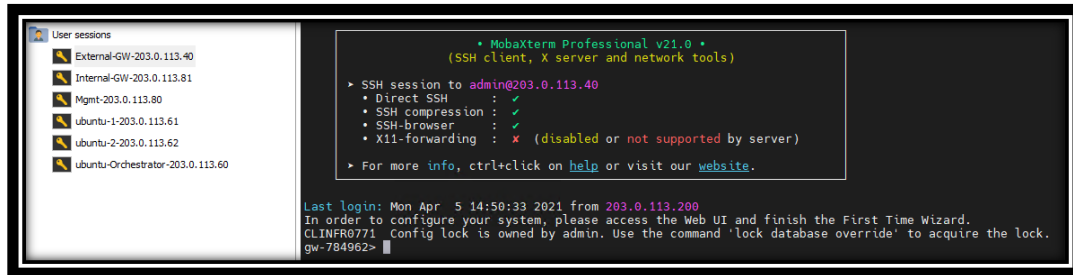 User sessions
External-GW-203.0.113.40
Internal-GW-203.0.113.81
Mgmt-203.0.113.80
ubuntu-1-203.0.113.61
ubuntu-2-203.0.113.62
ubuntu-Orchestrator-203.0.113.60
• MobaXterm Professional v21.0 •
(SSH client, X server and network tools)
➤ SSH session to admin@203.0.113.40
• Direct SSH : ✔
• SSH compression : ✔
• SSH-browser : ✔
• X11-forwarding : ✘ (disabled or not supported by server)
➤ For more info, ctrl+click on help or visit our website.
Last login: Mon Apr 5 14:50:33 2021 from 203.0.113.200
In order to configure your system, please access the Web UI and finish the First Time Wizard.
CLINFR0771 Config lock is owned by admin. Use the command 'lock database override' to acquire the lock.
gw-784962>